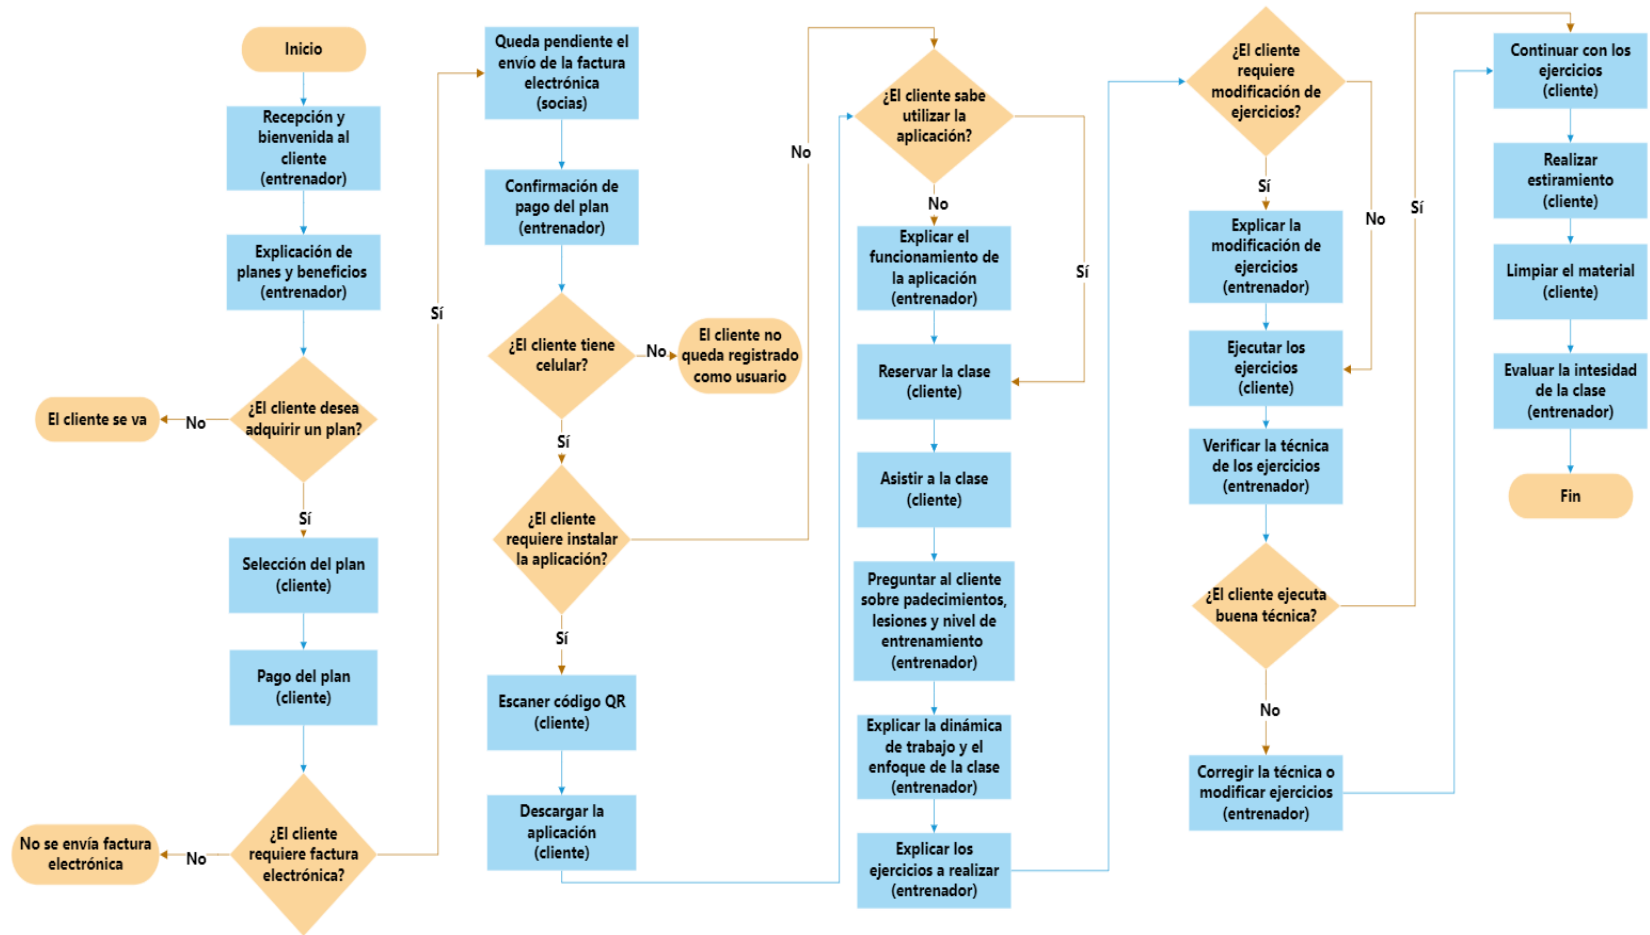 Inicio
Recepción y
bienvenida al
cliente
(entrenador)
Explicación de
planes y beneficios
(entrenador)
¿El cliente desea
adquirir un plan?
No
El cliente se va
Sí
Selección del plan
(cliente)
Pago del plan
(cliente)
¿El cliente
requiere factura
electrónica?
No
No se envía factura
electrónica
Sí
Queda pendiente el
envío de la factura
electrónica
(socias)
Confirmación de
pago del plan
(entrenador)
¿El cliente tiene
celular?
No
El cliente no
queda registrado
como usuario
Sí
¿El cliente
requiere instalar
la aplicación?
No
Sí
Escaner código QR
(cliente)
Descargar la
aplicación
(cliente)
¿El cliente sabe
utilizar la
aplicación?
No
Sí
Explicar el
funcionamiento de
la aplicación
(entrenador)
Reservar la clase
(cliente)
Asistir a la clase
(cliente)
Preguntar al cliente
sobre padecimientos,
lesiones y nivel de
entrenamiento
(entrenador)
Explicar la dinámica
de trabajo y el
enfoque de la clase
(entrenador)
Explicar los
ejercicios a realizar
(entrenador)
¿El cliente
requiere
modificación de
ejercicios?
Sí
No
Explicar la
modificación de
ejercicios
(entrenador)
Ejecutar los
ejercicios
(cliente)
Verificar la técnica
de los ejercicios
(entrenador)
¿El cliente ejecuta
buena técnica?
Sí
No
Corregir la técnica o
modificar ejercicios
(entrenador)
Continuar con los
ejercicios
(cliente)
Realizar
estiramiento
(cliente)
Limpiar el material
(cliente)
Evaluar la intesidad
de la clase
(entrenador)
Fin